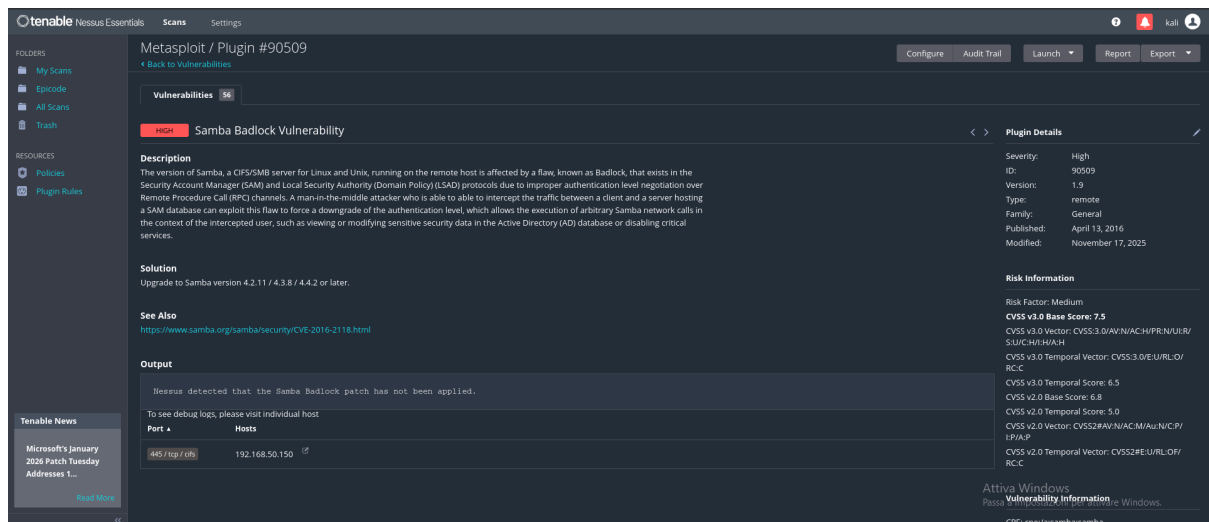 tenable Nessus Essentials Scans Settings kali
FOLDERS
My Scans
Epicode
All Scans
Trash
RESOURCES
Policies
Plugin Rules
Tenable News
Microsoft's January
2026 Patch Tuesday
Addresses 1...
Read More
Metasploit / Plugin #90509
Back to Vulnerabilities
Configure Audit Trail Launch Report Export
Vulnerabilities 56
HIGH Samba Badlock Vulnerability
Description
The version of Samba, a CIFS/SMB server for Linux and Unix, running on the remote host is affected by a flaw, known as Badlock, that exists in the
Security Account Manager (SAM) and Local Security Authority (Domain Policy) (LSAD) protocols due to improper authentication level negotiation over
Remote Procedure Call (RPC) channels. A man-in-the-middle attacker who is able to able to intercept the traffic between a client and a server hosting
a SAM database can exploit this flaw to force a downgrade of the authentication level, which allows the execution of arbitrary Samba network calls in
the context of the intercepted user, such as viewing or modifying sensitive security data in the Active Directory (AD) database or disabling critical
services.
Solution
Upgrade to Samba version 4.2.11 / 4.3.8 / 4.4.2 or later.
See Also
https://www.samba.org/samba/security/CVE-2016-2118.html
Output
Nessus detected that the Samba Badlock patch has not been applied.
To see debug logs, please visit individual host
Port Hosts
445 / tcp / cifs 192.168.50.150
Plugin Details
Severity: High
ID: 90509
Version: 1.9
Type: remote
Family: General
Published: April 13, 2016
Modified: November 17, 2025
Risk Information
Risk Factor: Medium
CVSS v3.0 Base Score: 7.5
CVSS v3.0 Vector: CVSS:3.0/AV:N/AC:H/PR:N/UI:R/
S:U/C:H/I:H/A:H
CVSS v3.0 Temporal Vector: CVSS:3.0/E:U/RL:O/
RC:C
CVSS v3.0 Temporal Score: 6.5
CVSS v2.0 Base Score: 6.8
CVSS v2.0 Temporal Score: 5.0
CVSS v2.0 Vector: CVSS2#AV:N/AC:M/Au:N/C:P/
I:P/A:P
CVSS v2.0 Temporal Vector: CVSS2#E:U/RL:OF/
RC:C
Attiva Windows
Vulnerability Information
Passa a Impostazioni per attivare Windows.